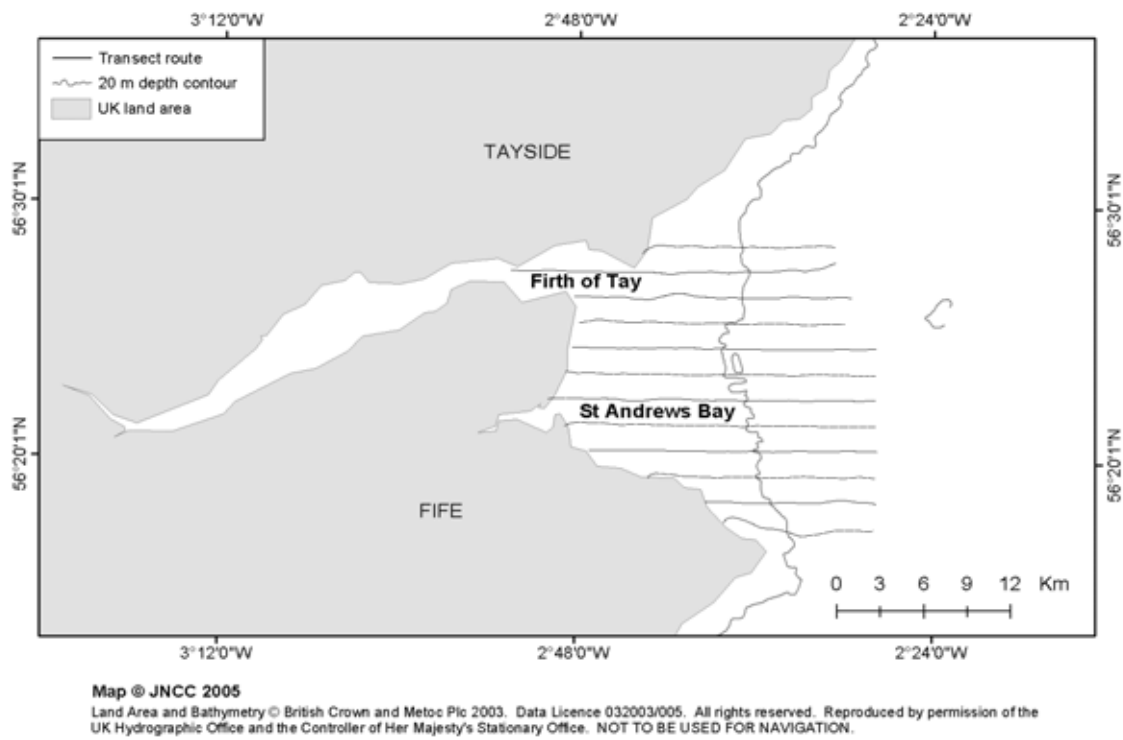 3°12'0"W 2°48'0"W 2°24'0"W
Transect route
20 m depth contour
UK land area
TAYSIDE
56°30'1"N 56°30'1"N
Firth of Tay
St Andrews Bay
56°20'1"N 56°20'1"N
FIFE
0 3 6 9 12 Km
3°12'0"W 2°48'0"W 2°24'0"W
Map © JNCC 2005
Land Area and Bathymetry © British Crown and Metoc Plc 2003. Data Licence 032003/005. All rights reserved. Reproduced by permission of the
UK Hydrographic Office and the Controller of Her Majesty's Stationary Office. NOT TO BE USED FOR NAVIGATION.